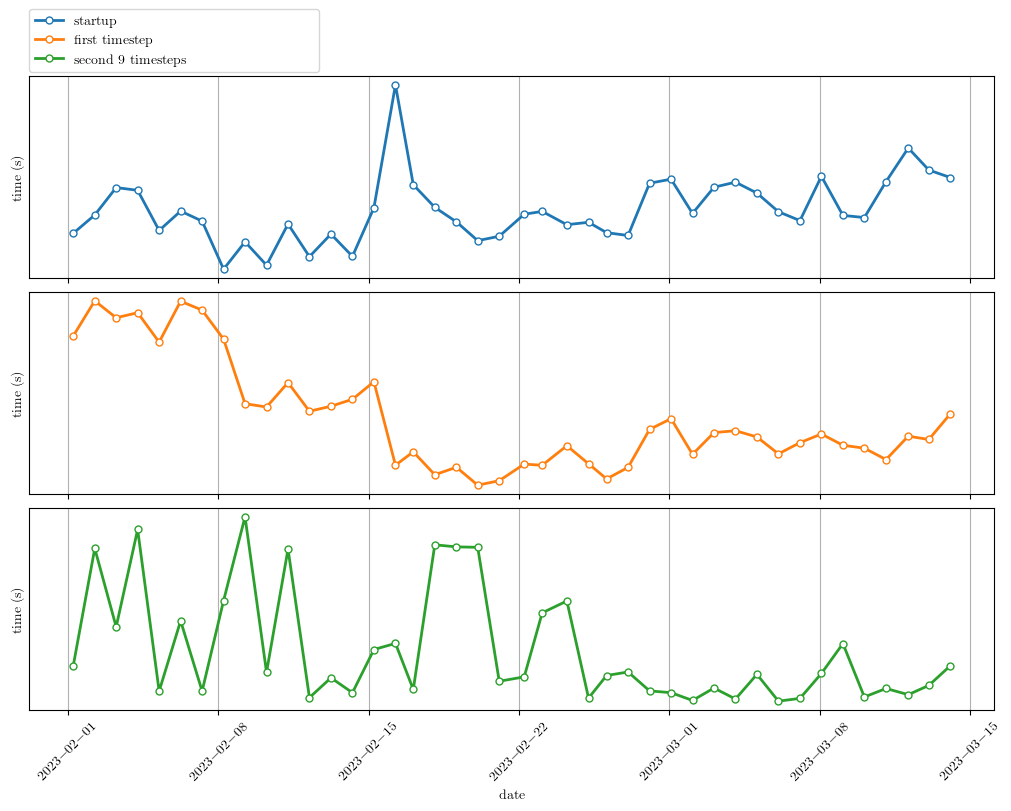 startup
first timestep
second 9 timesteps
time (s)
time (s)
time (s)
2023−02−01
2023−02−08
2023−02−15
2023−02−22
2023−03−01
2023−03−08
2023−03−15
date